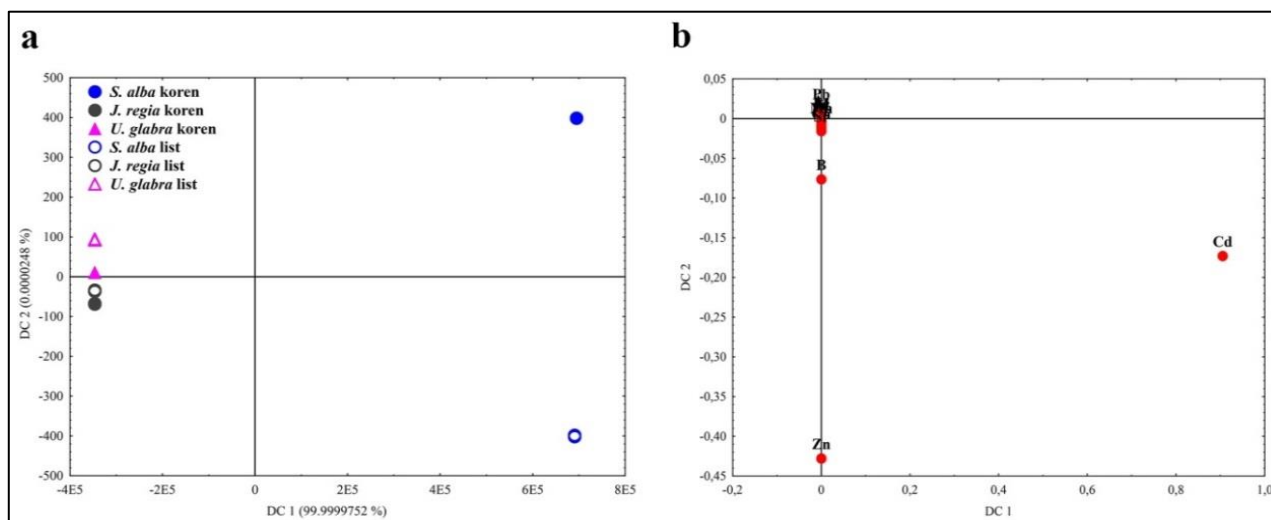 a
500
400
300
200
100
0
-100
-200
-300
-400
-500
DC 2 (0.0000248 %)
S. alba koren
J. regia koren
U. glabra koren
S. alba list
J. regia list
U. glabra list
-4E5 -2E5 0 2E5 4E5 6E5 8E5
DC 1 (99.9999752 %)
b
0,05
0
-0,05
-0,10
-0,15
-0,20
-0,25
-0,30
-0,35
-0,40
-0,45
DC 2
Pb
B
Cd
Zn
-0,2 0 0,2 0,4 0,6 0,8 1,0
DC 1